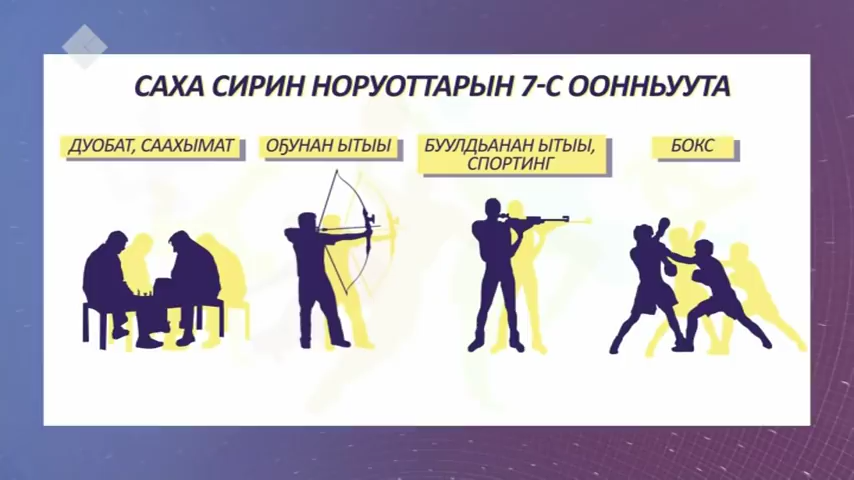 САХА СИРИН НОРУОТТАРЫН 7-С ООННЬУУТА
ДУОБАТ, СААХЫМАТ
ОҔУНАН ЫТЫЫ
БУУЛДЬАНАН ЫТЫЫ,
СПОРТИНГ
БОКС